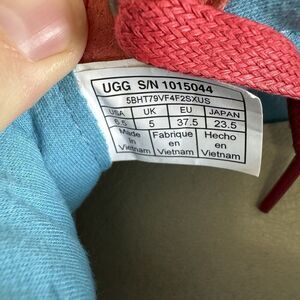 UGG S/N 1015044
5BHT79VF4F2SXUS
USA UK EU JAPAN
6.5 5 37.5 23.5
Made in Vietnam
Fabrique en Vietnam
Hecho en Vietnam